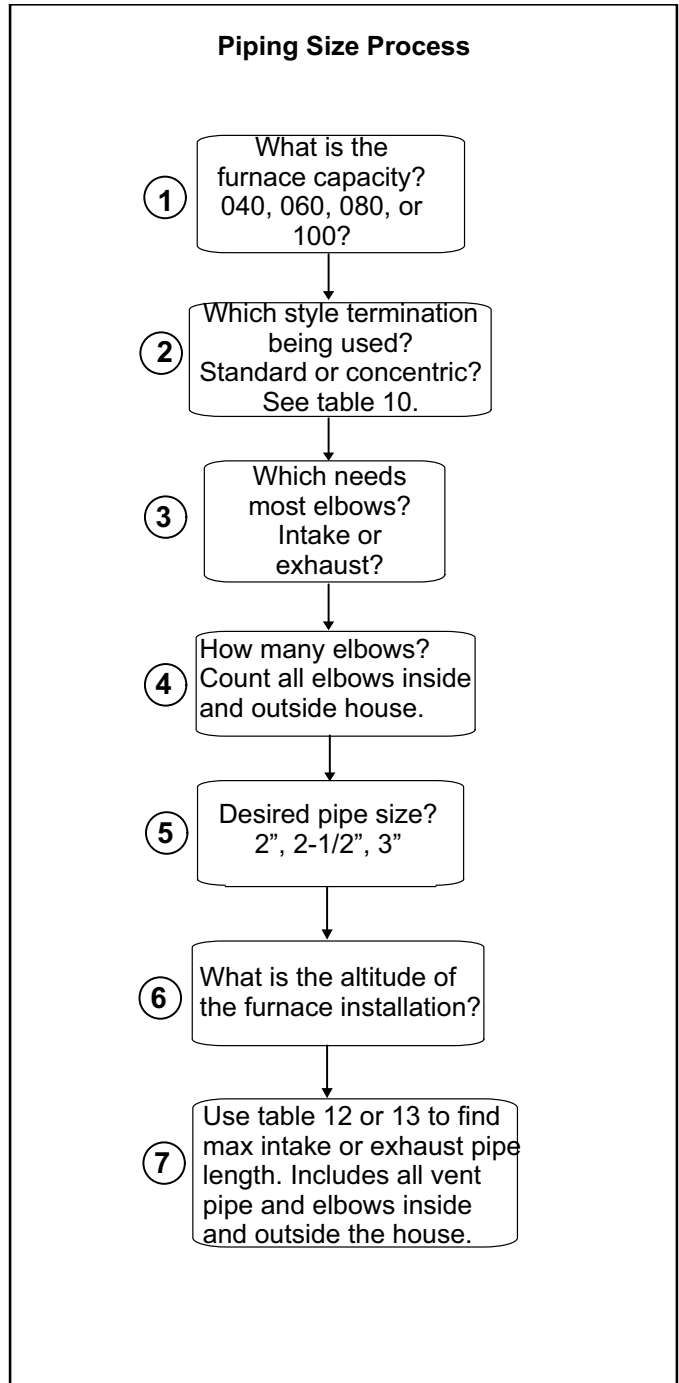 Piping Size Process
1
What is the
furnace capacity?
040, 060, 080, or
100?
2
Which style termination
being used?
Standard or concentric?
See table 10.
3
Which needs
most elbows?
Intake or
exhaust?
4
How many elbows?
Count all elbows inside
and outside house.
5
Desired pipe size?
2”, 2-1/2”, 3”
6
What is the altitude of
the furnace installation?
7
Use table 12 or 13 to find
max intake or exhaust pipe
length. Includes all vent
pipe and elbows inside
and outside the house.